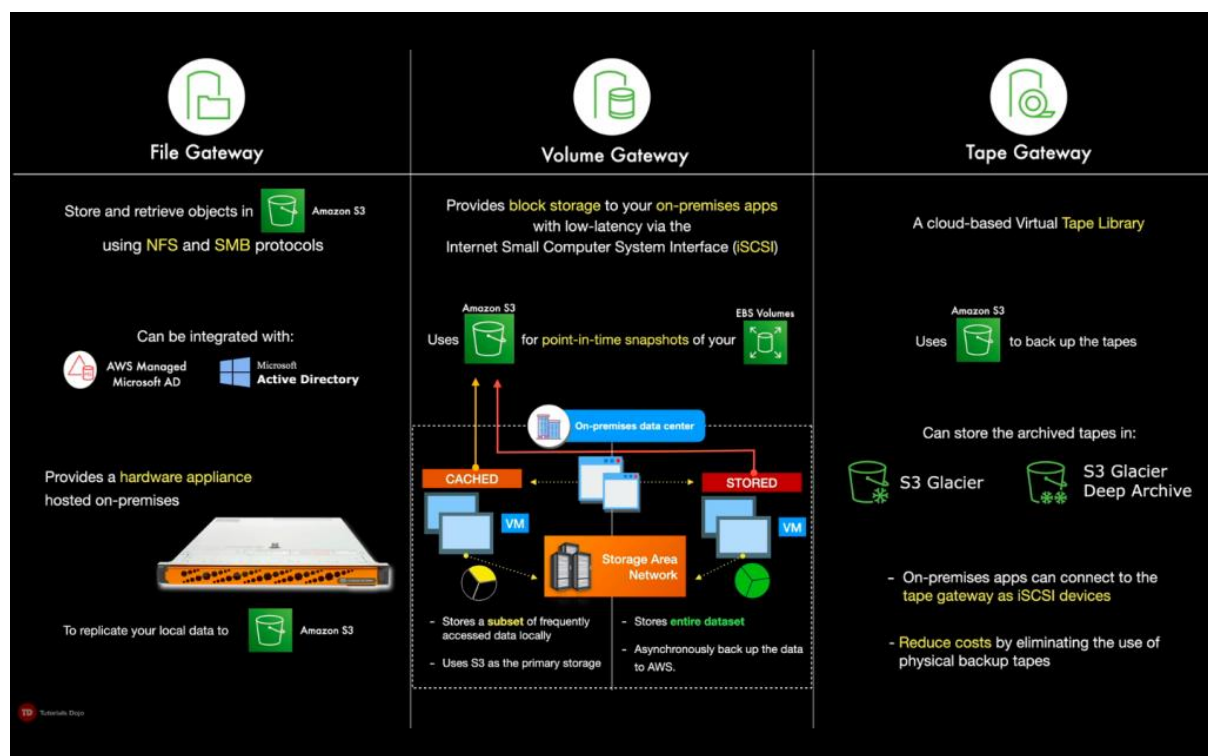 File Gateway
Store and retrieve objects in Amazon S3
using NFS and SMB protocols
Can be integrated with:
AWS Managed
Microsoft AD
Microsoft
Active Directory
Provides a hardware appliance
hosted on-premises
To replicate your local data to Amazon S3
TD Tutorials Dojo
Volume Gateway
Provides block storage to your on-premises apps
with low-latency via the
Internet Small Computer System Interface (iSCSI)
Amazon S3
EBS Volumes
Uses for point-in-time snapshots of your
On-premises data center
CACHED
STORED
VM
VM
Storage Area
Network
- Stores a subset of frequently
accessed data locally
- Uses S3 as the primary storage
- Stores entire dataset
- Asynchronously back up the data
to AWS.
Tape Gateway
A cloud-based Virtual Tape Library
Amazon S3
Uses to back up the tapes
Can store the archived tapes in:
S3 Glacier
S3 Glacier
Deep Archive
- On-premises apps can connect to the
tape gateway as iSCSI devices
- Reduce costs by eliminating the use of
physical backup tapes